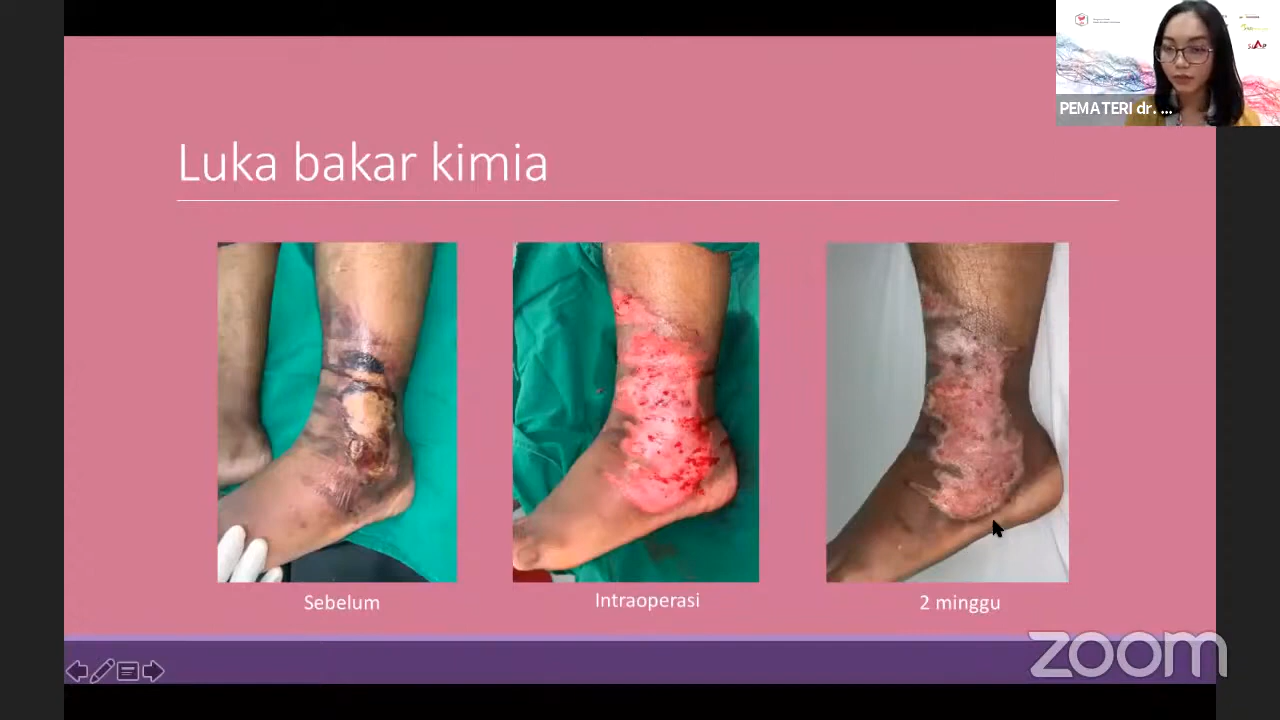 PEMATERI dr. ...
Luka bakar kimia
Sebelum
Intraoperasi
2 minggu
zoom